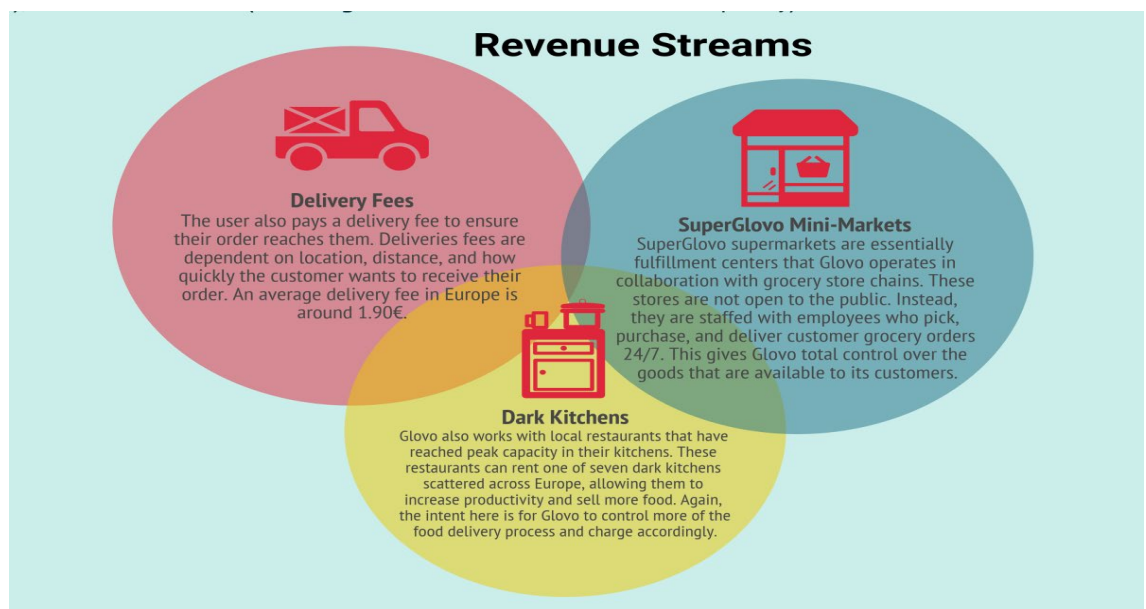 Revenue Streams
Delivery Fees
The user also pays a delivery fee to ensure
their order reaches them. Deliveries fees are
dependent on location, distance, and how
quickly the customer wants to receive their
order. An average delivery fee in Europe is
around 1.90€.
SuperGlovo Mini-Markets
SuperGlovo supermarkets are essentially
fulfillment centers that Glovo operates in
collaboration with grocery store chains. These
stores are not open to the public. Instead,
they are staffed with employees who pick,
purchase, and deliver customer grocery orders
24/7. This gives Glovo total control over the
goods that are available to its customers.
Dark Kitchens
Glovo also works with local restaurants that have
reached peak capacity in their kitchens. These
restaurants can rent one of seven dark kitchens
scattered across Europe, allowing them to
increase productivity and sell more food. Again,
the intent here is for Glovo to control more of the
food delivery process and charge accordingly.